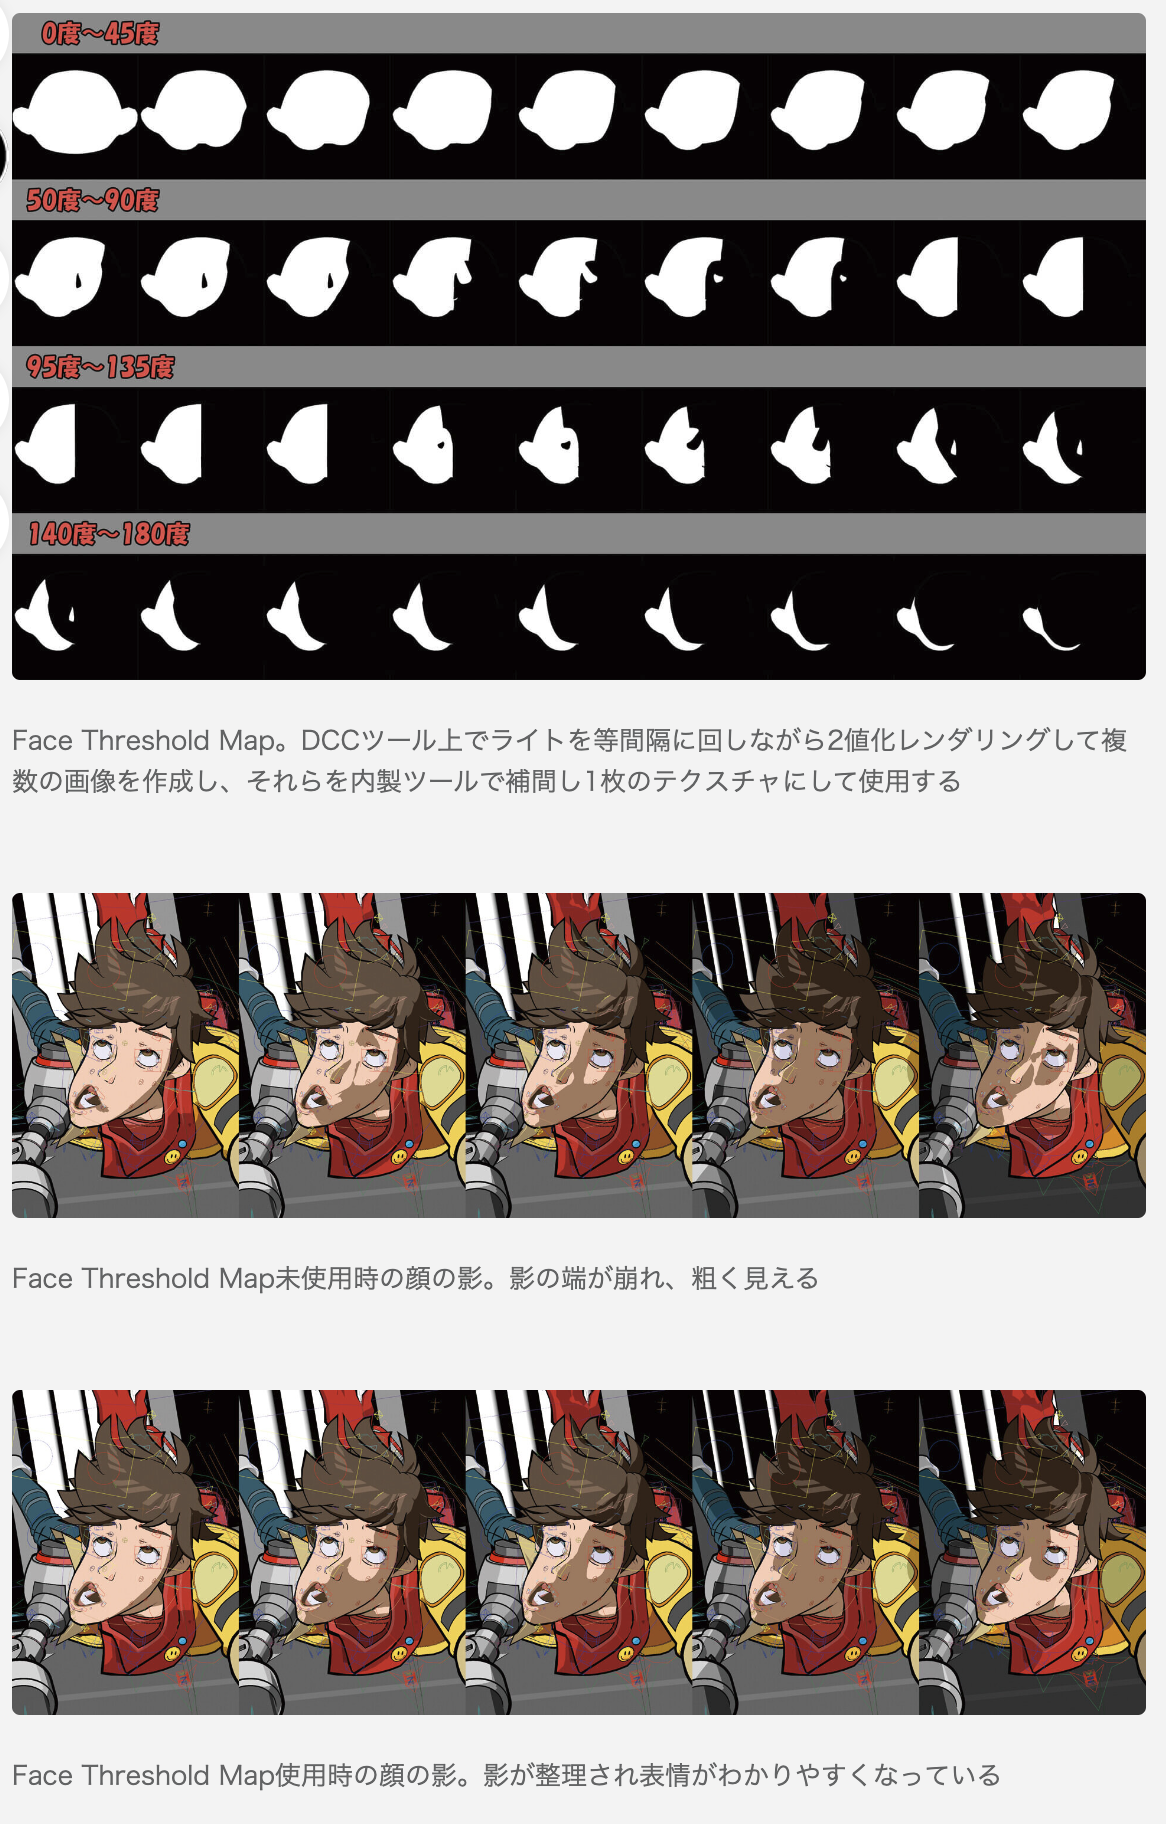 0度～45度
50度～90度
95度～135度
140度～180度
Face Threshold Map。DCCツール上でライトを等間隔に回しながら2値化レンダリングして複
数の画像を作成し、それらを内製ツールで補間し1枚のテクスチャにして使用する
Face Threshold Map未使用時の顔の影。影の端が崩れ、粗く見える
Face Threshold Map使用時の顔の影。影が整理され表情がわかりやすくなっている